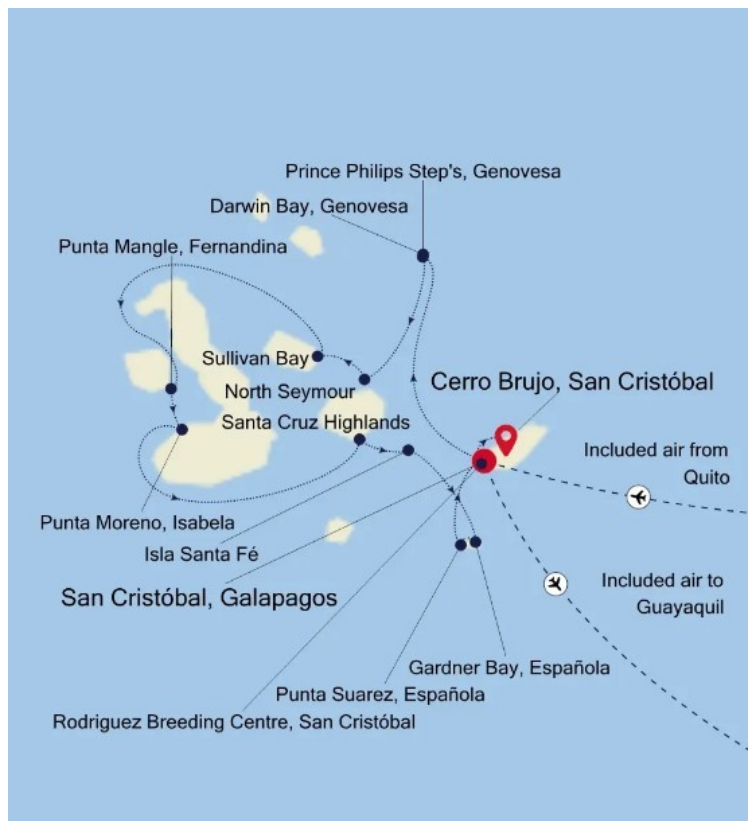 Prince Philips Step's, Genovesa
Darwin Bay, Genovesa
Punta Mangle, Fernandina
Sullivan Bay
North Seymour
Cerro Brujo, San Cristóbal
Santa Cruz Highlands
Included air from
Quito
Punta Moreno, Isabela
Isla Santa Fé
San Cristóbal, Galapagos
Included air to
Guayaquil
Gardner Bay, Española
Punta Suarez, Española
Rodriguez Breeding Centre, San Cristóbal